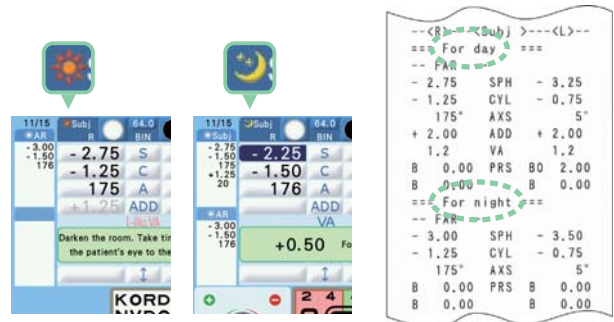 11/15
Subj
64.0
AR
R
BIN
- 3.00
- 1.50
176
- 2.75
S
- 1.25
C
175
A
+1.25
ADD
VA
Darken the room. Take tim
the patient's eye to the
KORD
11/15
Subj
64.0
Subj
R
BIN
- 2.75
- 1.50
175
+1.25
20
- 2.25
S
- 1.50
C
176
A
ADD
VA
AR
- 3.00
- 1.50
176
+0.50
Fo
2 4
--<R>--- <Subj >---<L>--
=== For day ===
-- FAR --
- 2.75 SPH - 3.25
- 1.25 CYL - 0.75
175° AXS 5°
+ 2.00 ADD + 2.00
1.2 VA 1.2
B 0.00 PRS BO 2.00
B 0.00 B 0.00
=== For night ===
-- FAR --
- 3.00 SPH - 3.50
- 1.25 CYL - 0.75
175° AXS 5°
B 0.00 PRS B 0.00
B 0.00 B 0.00